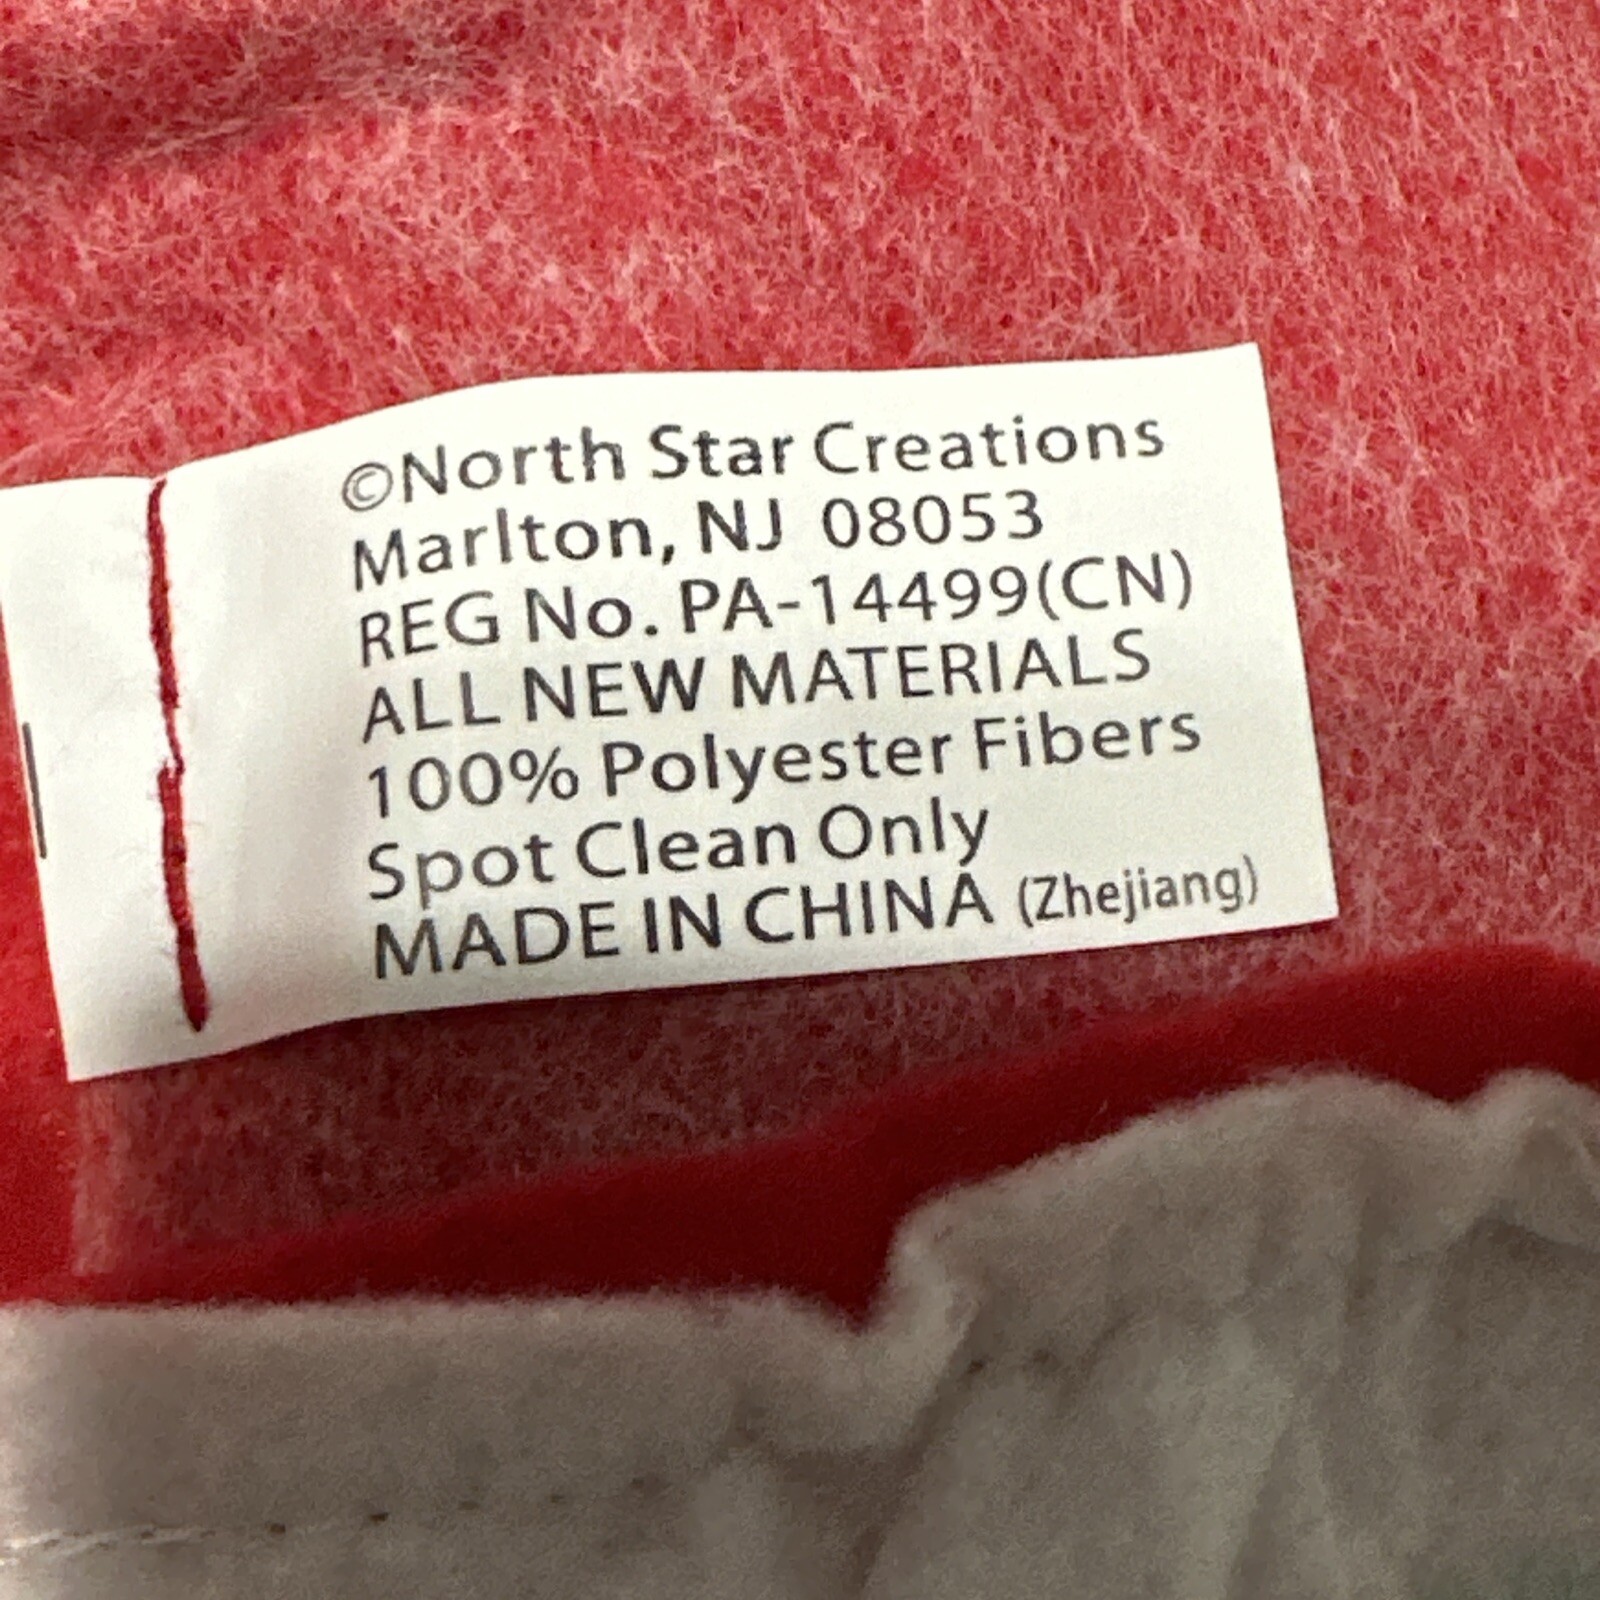 ©North Star Creations
Marlton, NJ 08053
REG No. PA-14499(CN)
ALL NEW MATERIALS
100% Polyester Fibers
Spot Clean Only
MADE IN CHINA (Zhejiang)